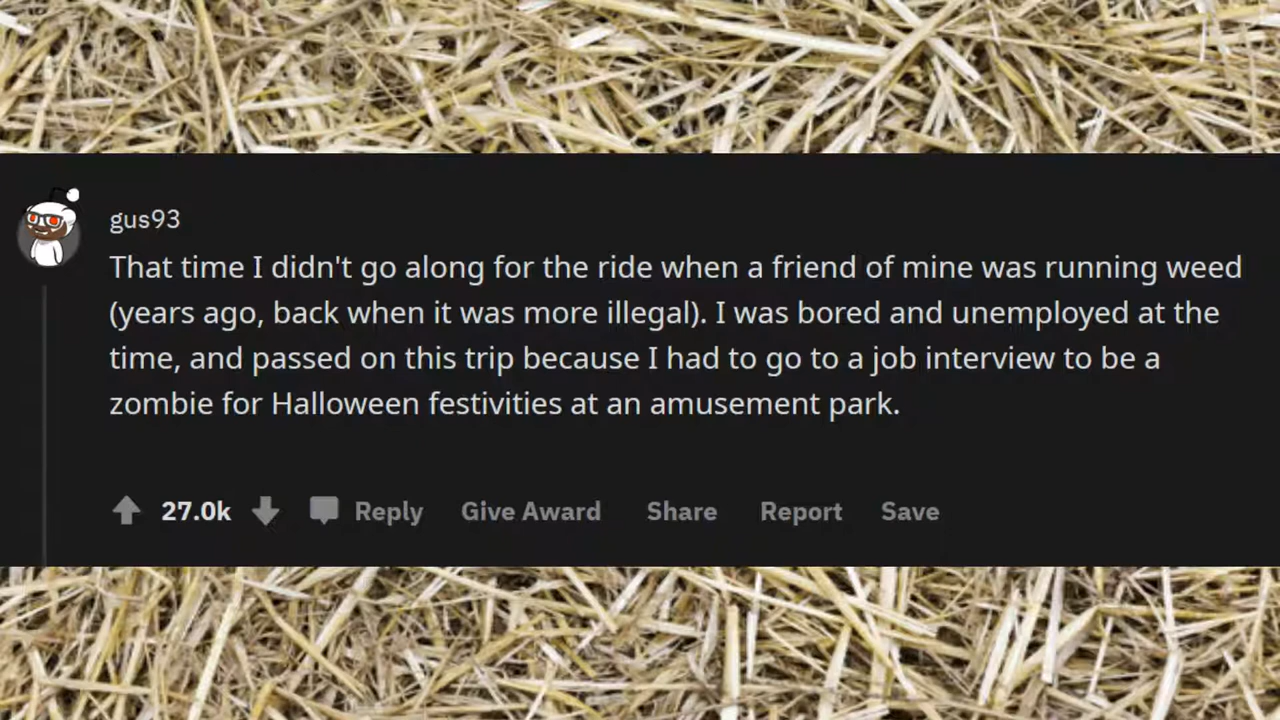 gus93
That time I didn't go along for the ride when a friend of mine was running weed
(years ago, back when it was more illegal). I was bored and unemployed at the
time, and passed on this trip because I had to go to a job interview to be a
zombie for Halloween festivities at an amusement park.
27.0k Reply Give Award Share Report Save